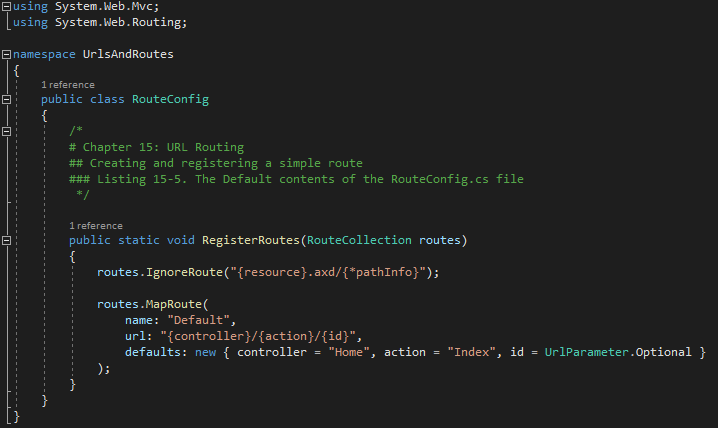 using System.Web.Mvc;
using System.Web.Routing;

namespace UrlsAndRoutes
{
    1 reference
    public class RouteConfig
    {
        /*
        # Chapter 15: URL Routing
        ## Creating and registering a simple route
        ### Listing 15-5. The Default contents of the RouteConfig.cs file
         */

        1 reference
        public static void RegisterRoutes(RouteCollection routes)
        {
            routes.IgnoreRoute("{resource}.axd/{*pathInfo}");

            routes.MapRoute(
                name: "Default",
                url: "{controller}/{action}/{id}",
                defaults: new { controller = "Home", action = "Index", id = UrlParameter.Optional }
            );
        }
    }
}